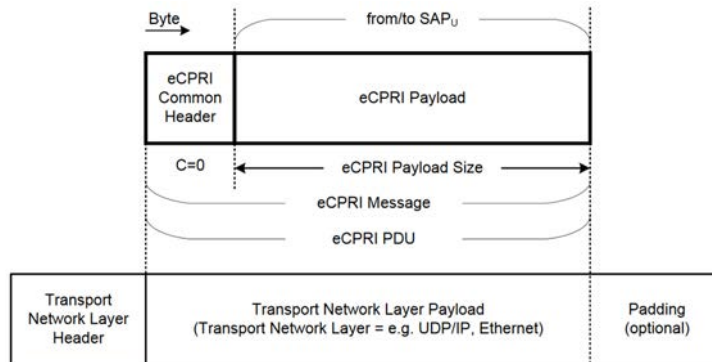 Byte
from/to SAPU
eCPRI
Common
Header
eCPRI Payload
C=0
eCPRI Payload Size
eCPRI Message
eCPRI PDU
Transport
Network Layer
Header
Transport Network Layer Payload
(Transport Network Layer = e.g. UDP/IP, Ethernet)
Padding
(optional)